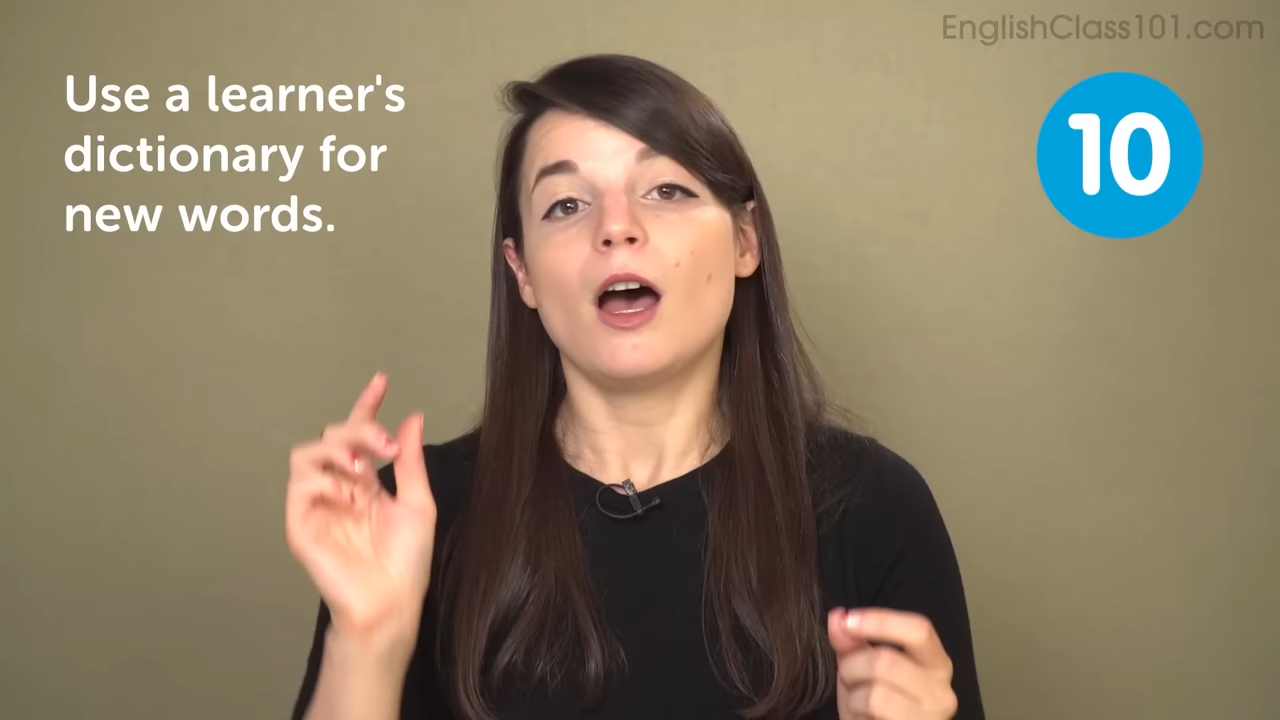 EnglishClass101.com
Use a learner's
dictionary for
new words.
10